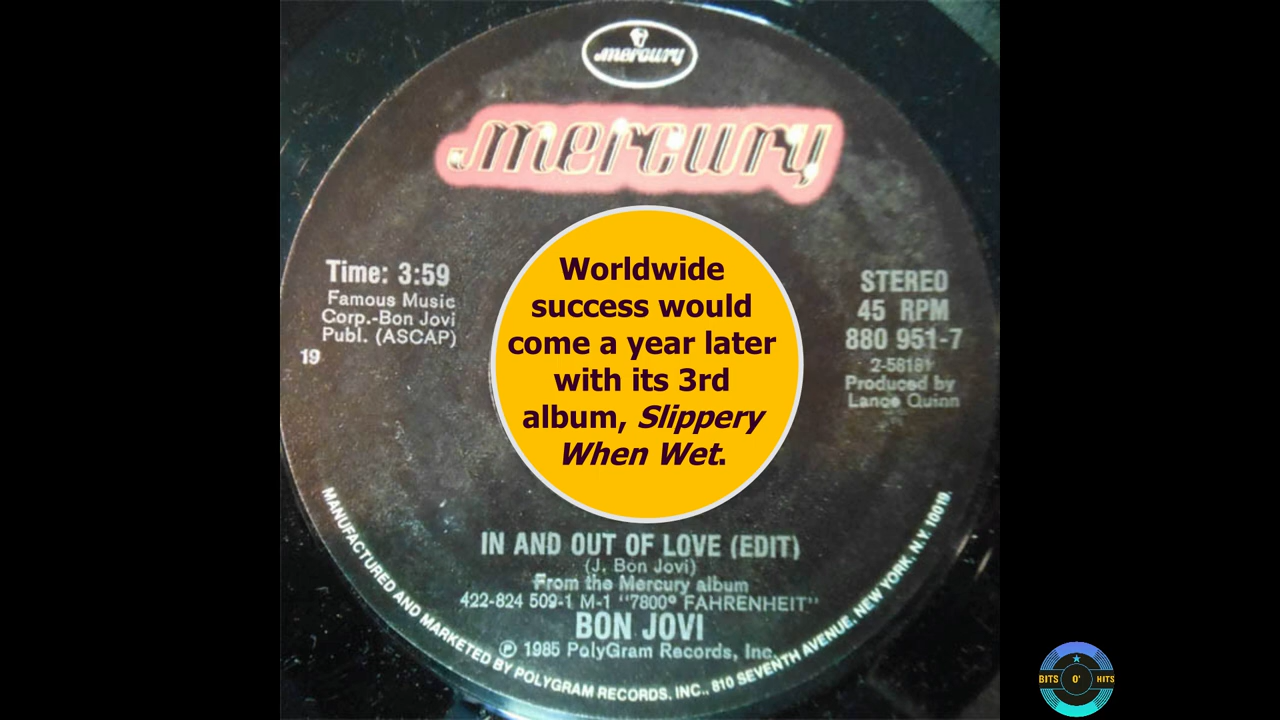 mercury
mercury
Worldwide
success would
come a year later
with its 3rd
album, Slippery
When Wet.
Time: 3:59
Famous Music
Corp.-Bon Jovi
Publ. (ASCAP)
19
STEREO
45 RPM
880 951-7
Produced by
Lance Quinn
IN AND OUT OF LOVE (EDIT)
(J. Bon Jovi)
From the Mercury album
422-824 509-1 M-1 "7800° FAHRENHEIT"
BON JOVI
℗ 1985 PolyGram Records, Inc.
MANUFACTURED AND MARKETED BY POLYGRAM RECORDS, INC., 810 SEVENTH AVENUE, NEW YORK, N.Y. 10019.
BITS O' HITS